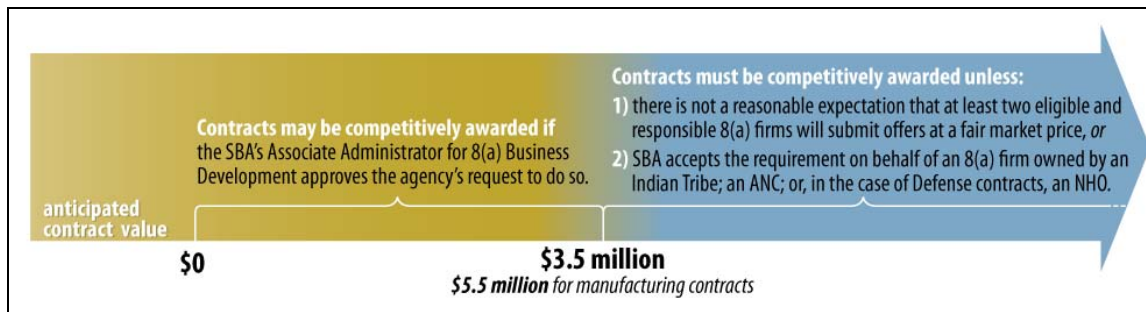 Contracts must be competitively awarded unless:
1) there is not a reasonable expectation that at least two eligible and
responsible 8(a) firms will submit offers at a fair market price, or
2) SBA accepts the requirement on behalf of an 8(a) firm owned by an
Indian Tribe; an ANC; or, in the case of Defense contracts, an NHO.
Contracts may be competitively awarded if
the SBA's Associate Administrator for 8(a) Business
Development approves the agency's request to do so.
anticipated
contract value
$0
$3.5 million
$5.5 million for manufacturing contracts